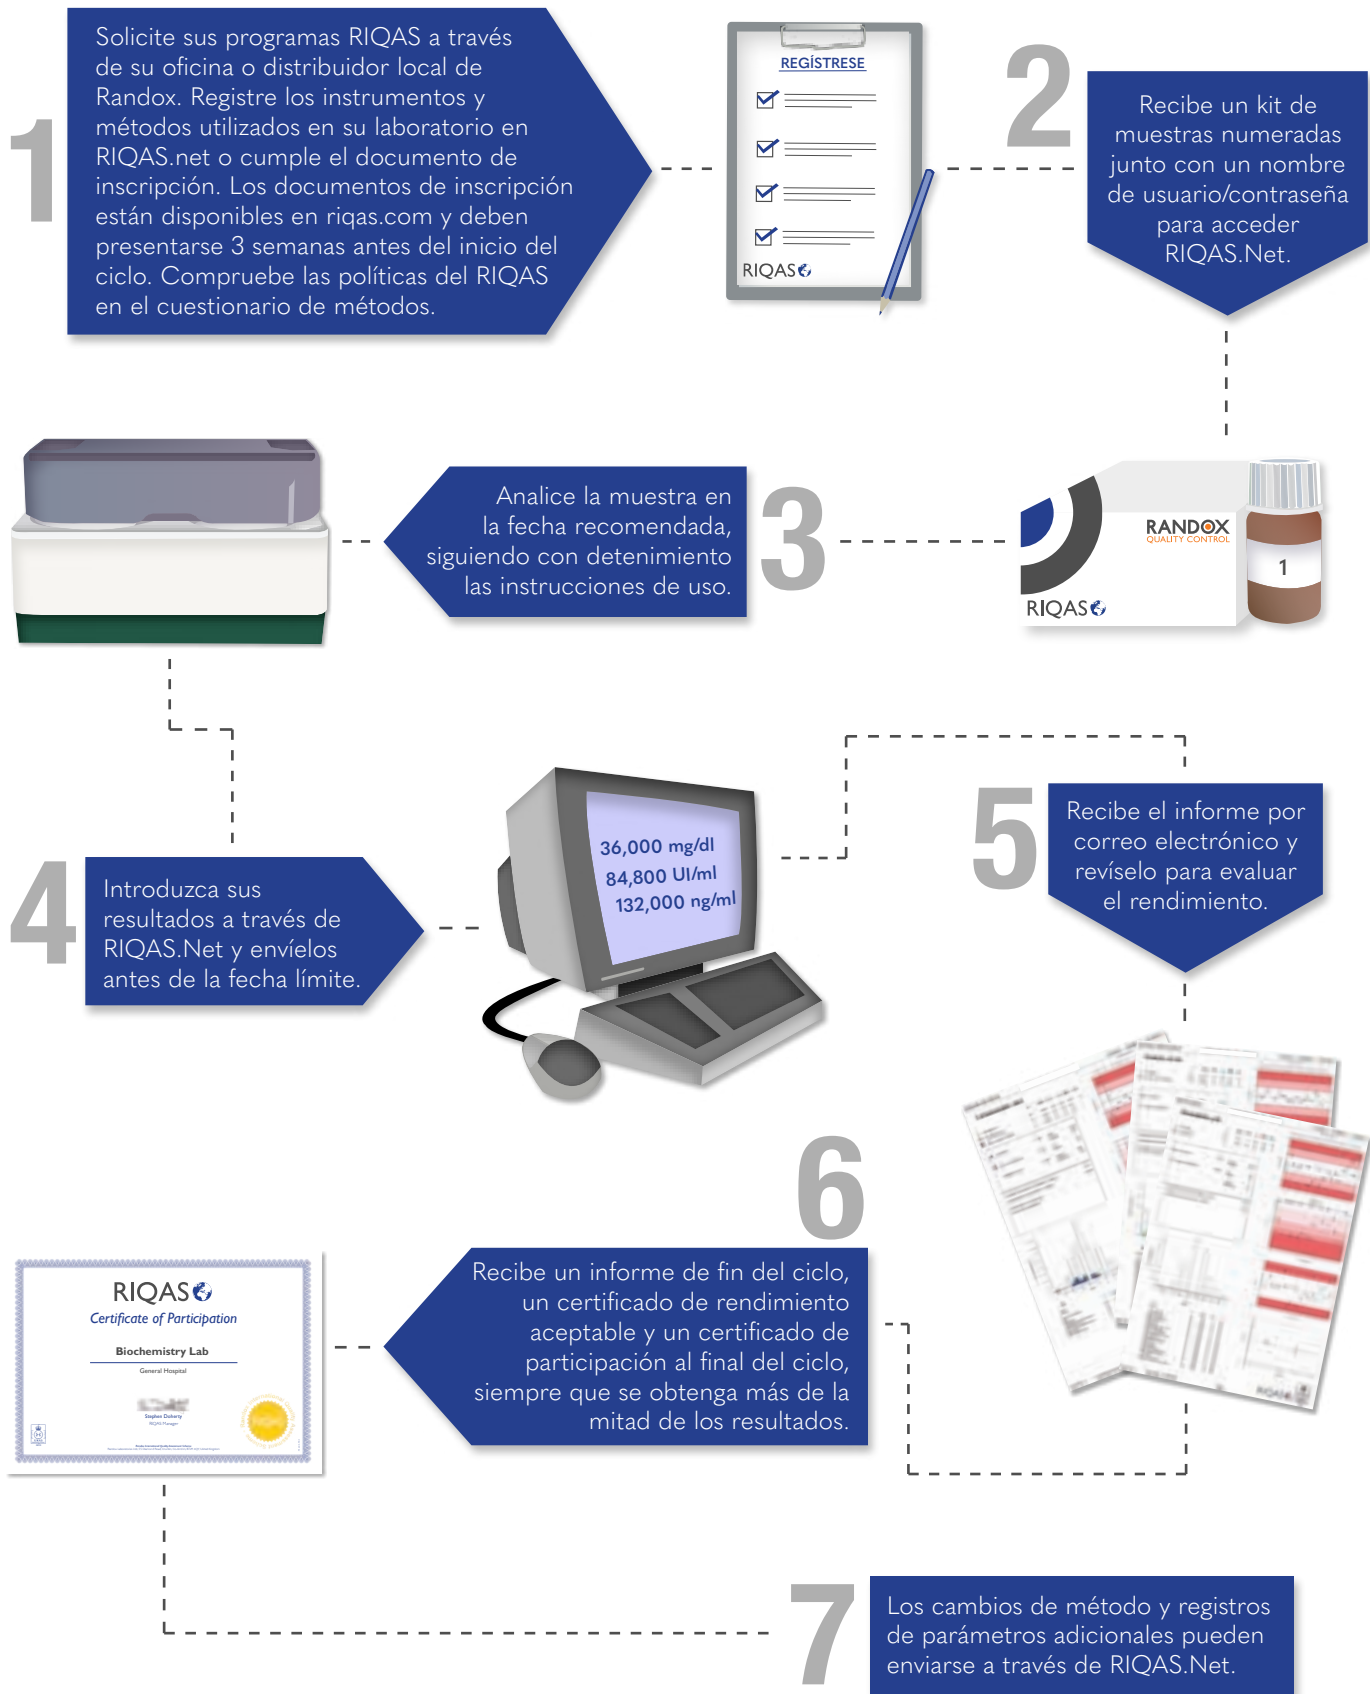 1
Solicite sus programas RIQAS a través
de su oficina o distribuidor local de
Randox. Registre los instrumentos y
métodos utilizados en su laboratorio en
RIQAS.net o cumple el documento de
inscripción. Los documentos de inscripción
están disponibles en riqas.com y deben
presentarse 3 semanas antes del inicio del
ciclo. Compruebe las políticas del RIQAS
en el cuestionario de métodos.
REGÍSTRESE
RIQAS
2
Recibe un kit de
muestras numeradas
junto con un nombre
de usuario/contraseña
para acceder
RIQAS.Net.
RANDOX
QUALITY CONTROL
RIQAS
1
3
Analice la muestra en
la fecha recomendada,
siguiendo con detenimiento
las instrucciones de uso.
4
Introduzca sus
resultados a través de
RIQAS.Net y envíelos
antes de la fecha límite.
36,000 mg/dl
84,800 UI/ml
132,000 ng/ml
5
Recibe el informe por
correo electrónico y
revíselo para evaluar
el rendimiento.
6
Recibe un informe de fin del ciclo,
un certificado de rendimiento
aceptable y un certificado de
participación al final del ciclo,
siempre que se obtenga más de la
mitad de los resultados.
RIQAS
Certificate of Participation
Biochemistry Lab
General Hospital
Stephen Doherty
RIQAS Manager
7
Los cambios de método y registros
de parámetros adicionales pueden
enviarse a través de RIQAS.Net.